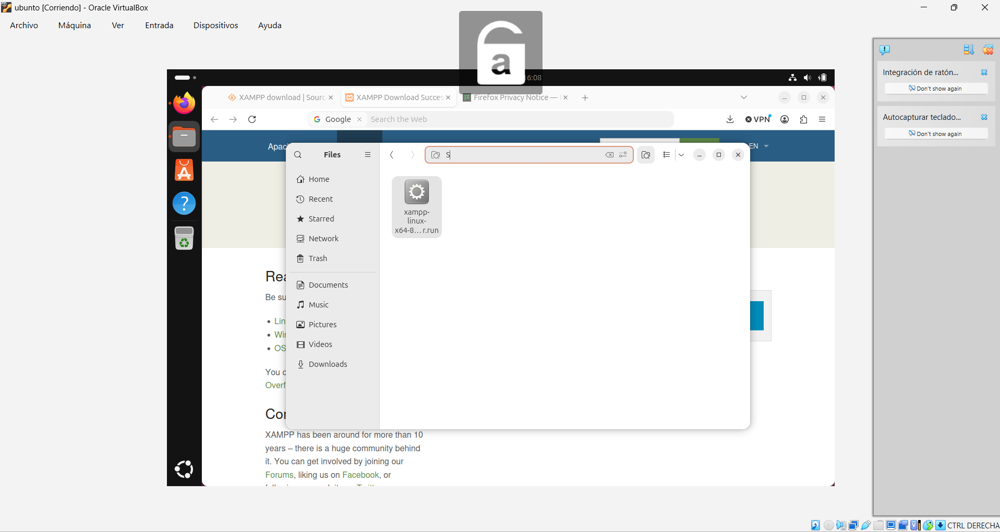 ubunto [Corriendo] - Oracle VirtualBox
Archivo Máquina Ver Entrada Dispositivos Ayuda
a
6:08
XAMPP download | Sourc
XAMPP Download Succes
Firefox Privacy Notice —
Google
Search the Web
VPN
Apac
EN
Files
S
Home
Recent
Starred
Network
Trash
Documents
Music
Pictures
Videos
Downloads
xampp-
linux-
x64-8...r.run
Rea
Be su
Lin
Wi
OS
You c
Overf
Co
XAMPP has been around for more than 10
years – there is a huge community behind
it. You can get involved by joining our
Forums, liking us on Facebook, or
Integración de ratón...
Don't show again
Autocapturar teclado...
Don't show again
CTRL DERECHA